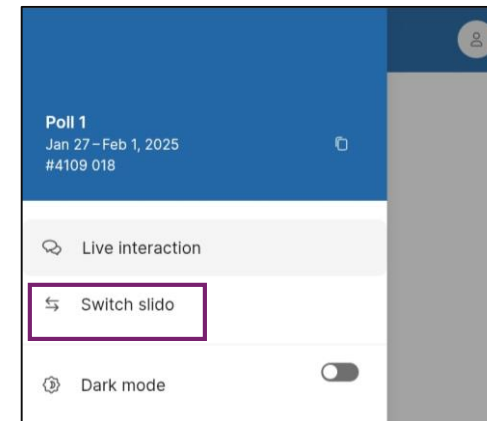 Poll 1
Jan 27 – Feb 1, 2025
#4109 018
Live interaction
Switch slido
Dark mode